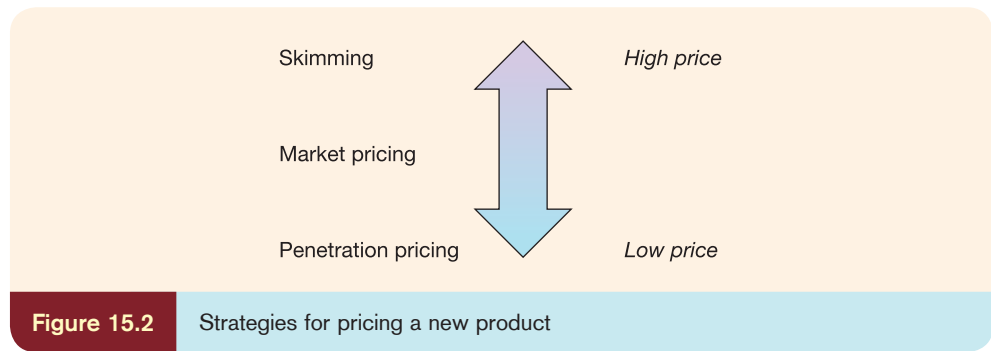 Skimming High price
Market pricing
Penetration pricing Low price
Figure 15.2 Strategies for pricing a new product